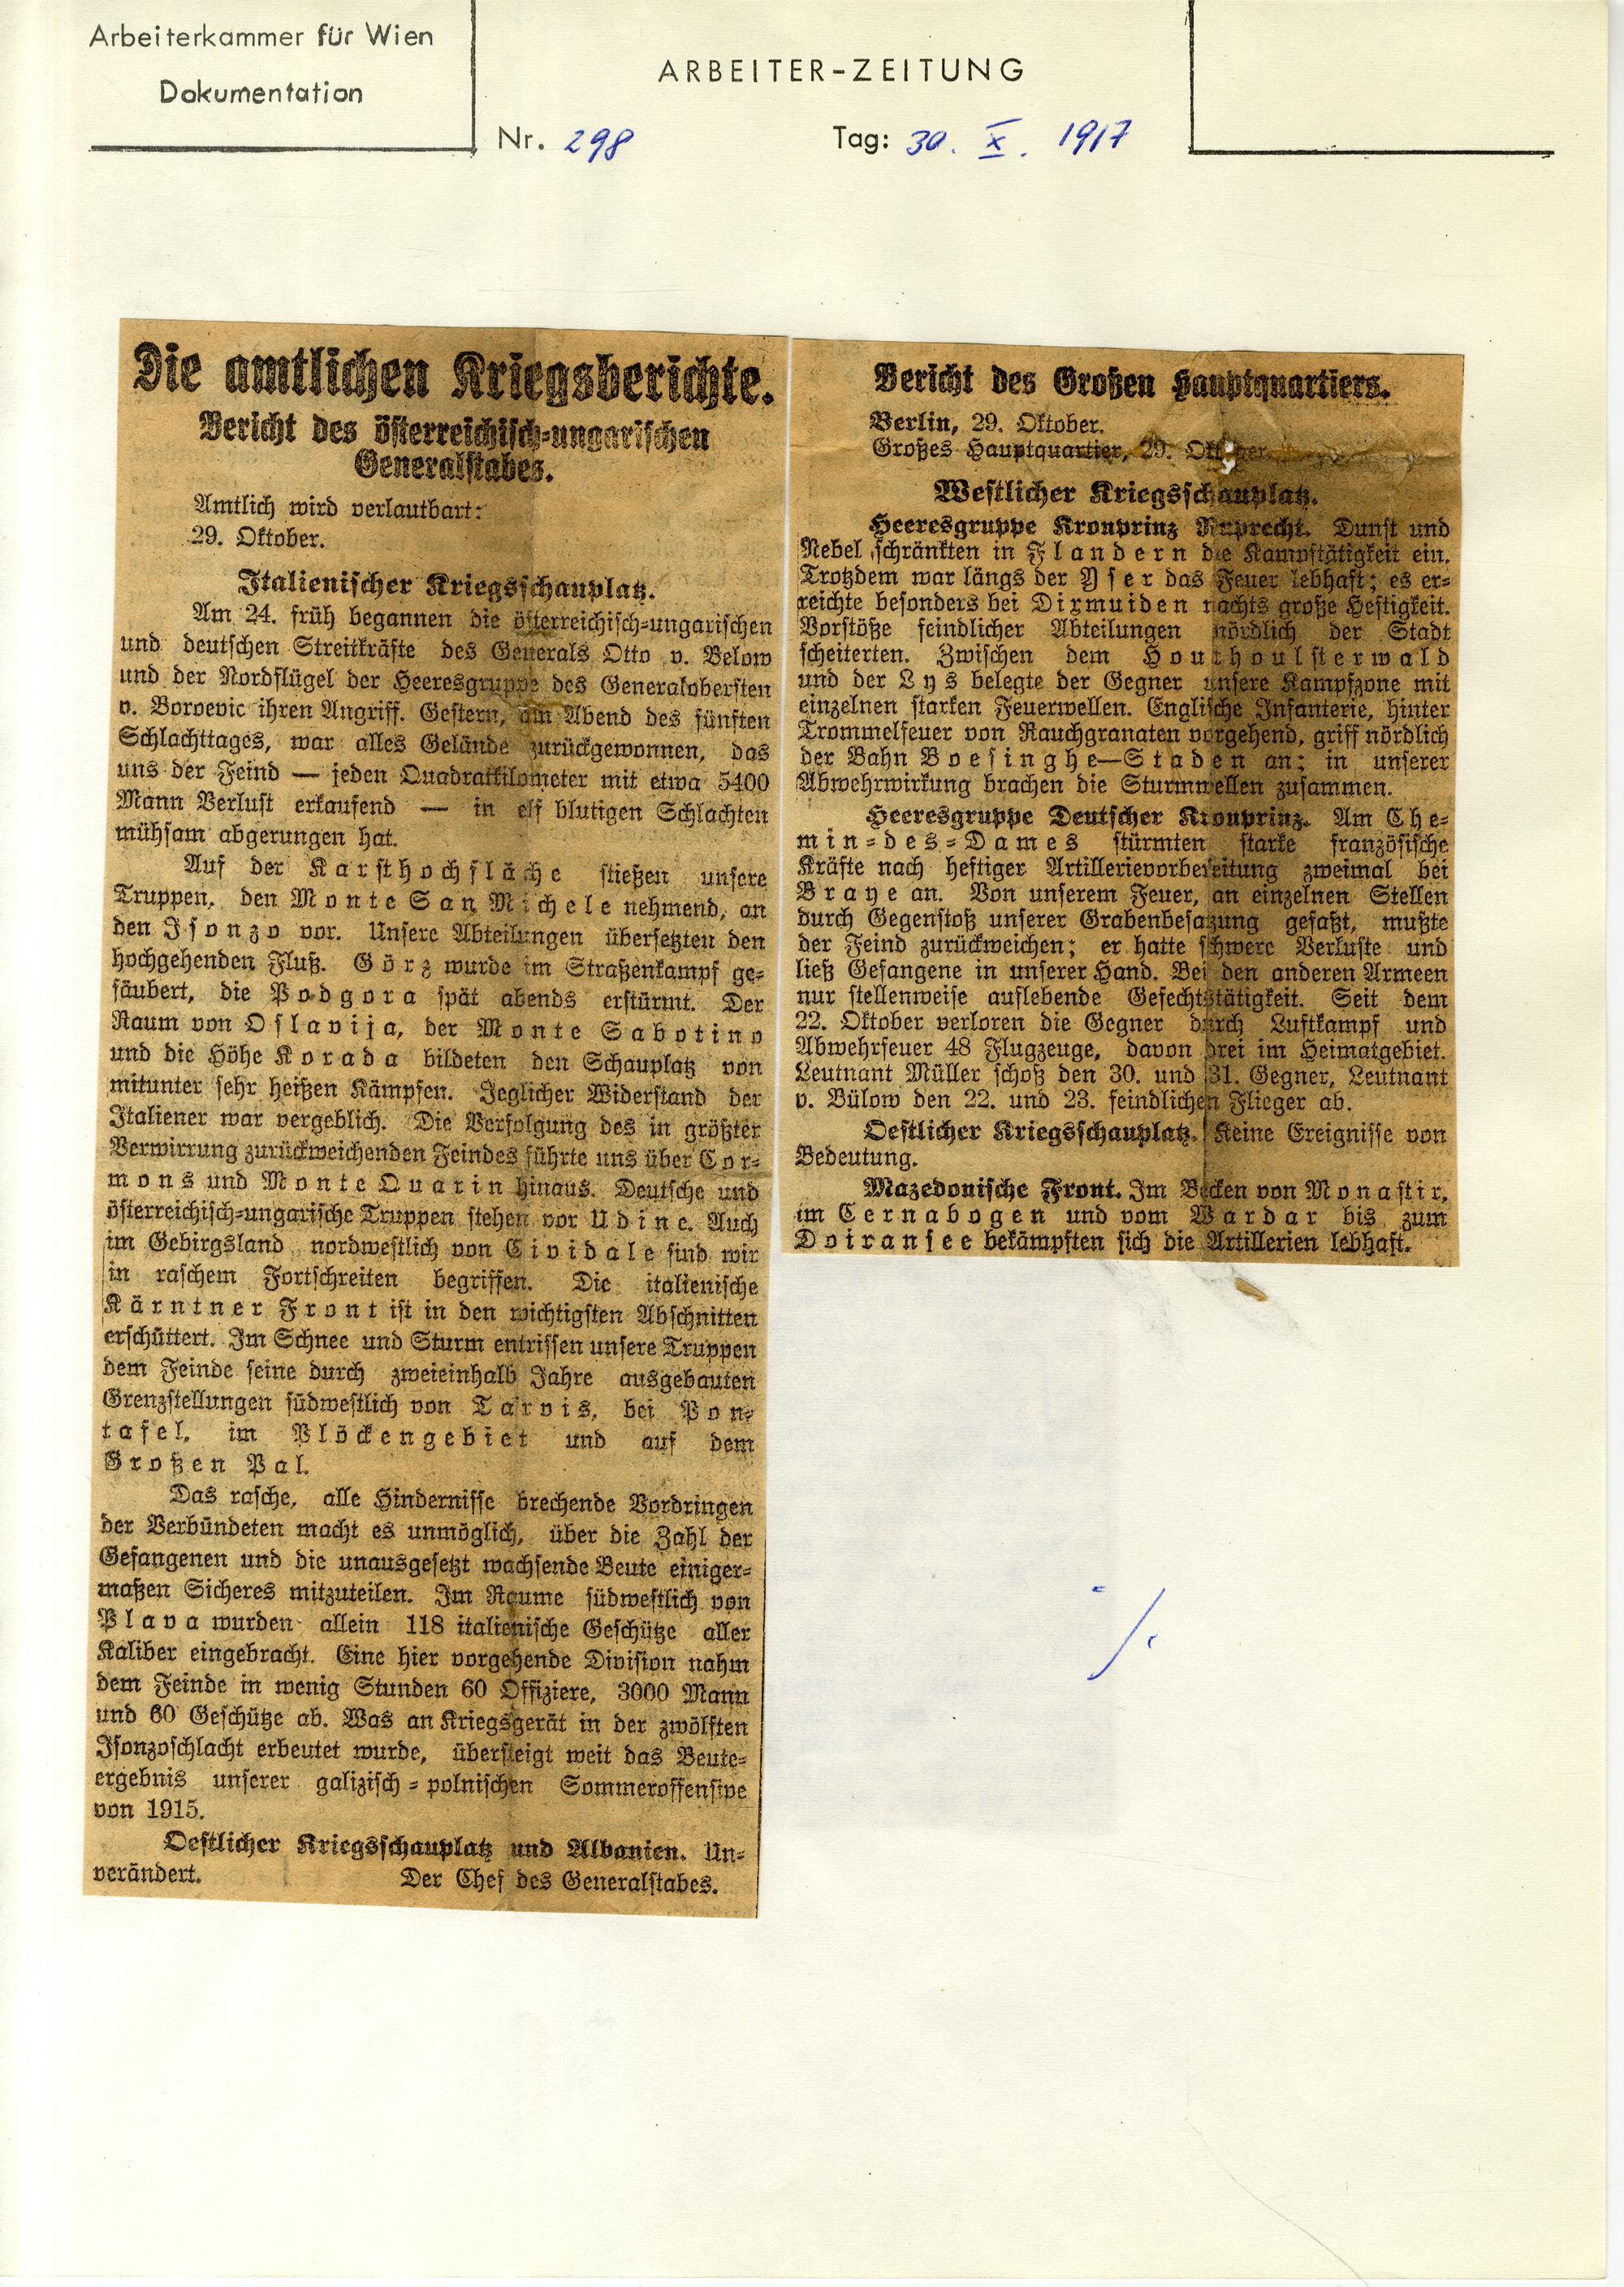 Arbeiterkammer für Wien
Dokumentation
ARBEITER-ZEITUNG
Nr. 298
Tag: 30. X. 1917
Die amtlichen Kriegsberichte.
Bericht des österreichisch-ungarischen
Generalstabes.
Amtlich wird verlautbart:
29. Oktober.
Italienischer Kriegsschauplatz.
Am 24. früh begannen die österreichisch-ungarischen
und deutschen Streitkräfte des Generals Otto v. Below
und der Nordflügel der Heeresgruppe des Generalobersten
v. Boroevic ihren Angriff. Gestern, am Abend des fünften
Schlachttages, war alles Gelände zurückgewonnen, das
uns der Feind — jeden Quadratkilometer mit etwa 5400
Mann Verlust erkaufend — in elf blutigen Schlachten
mühsam abgerungen hat.
Auf der Karsthochfläche stießen unsere
Truppen, den Monte San Michele nehmend, an
den Isonzo vor. Unsere Abteilungen übersetzten den
hochgehenden Fluß. Görz wurde im Straßenkampf ge-
säubert, die Podgora spät abends erstürmt. Der
Raum von Oslavija, der Monte Sabotino
und die Höhe Korada bildeten den Schauplatz von
mitunter sehr heißen Kämpfen. Jeglicher Widerstand der
Italiener war vergeblich. Die Verfolgung des in größter
Verwirrung zurückweichenden Feindes führte uns über Cor-
mons und Monte Quarin hinaus. Deutsche und
österreichisch-ungarische Truppen stehen vor Udine. Auch
im Gebirgsland nordwestlich von Cividale sind wir
in raschem Fortschreiten begriffen. Die italienische
Kärntner Front ist in den wichtigsten Abschnitten
erschüttert. Im Schnee und Sturm entrissen unsere Truppen
dem Feinde seine durch zweieinhalb Jahre ausgebauten
Grenzstellungen südwestlich von Tarvis, bei Pon-
tafel, im Plöckengebiet und auf dem
Großen Pal.
Das rasche, alle Hindernisse brechende Vordringen
der Verbündeten macht es unmöglich, über die Zahl der
Gefangenen und die unausgesetzt wachsende Beute einiger-
maßen Sicheres mitzuteilen. Im Raume südwestlich von
Plava wurden allein 118 italienische Geschütze aller
Kaliber eingebracht. Eine hier vorgehende Division nahm
dem Feinde in wenig Stunden 60 Offiziere, 3000 Mann
und 60 Geschütze ab. Was an Kriegsgerät in der zwölften
Isonzoschlacht erbeutet wurde, übersteigt weit das Beute-
ergebnis unserer galizisch-polnischen Sommeroffensive
von 1915.
Oestlicher Kriegsschauplatz und Albanien. Un-
verändert. Der Chef des Generalstabes.
Bericht des Großen Hauptquartiers.
Berlin, 29. Oktober.
Großes Hauptquartier, 29. Oktober.
Westlicher Kriegsschauplatz.
Heeresgruppe Kronprinz Ruprecht. Dunst und
Nebel schränkten in Flandern die Kampftätigkeit ein.
Trotzdem war längs der Yser das Feuer lebhaft; es er-
reichte besonders bei Dixmuiden nachts große Heftigkeit.
Vorstöße feindlicher Abteilungen nördlich der Stadt
scheiterten. Zwischen dem Houthoulsterwald
und der Lys belegte der Gegner unsere Kampfzone mit
einzelnen starken Feuerwellen. Englische Infanterie, hinter
Trommelfeuer von Rauchgranaten vorgehend, griff nördlich
der Bahn Boesinghe—Staden an; in unserer
Abwehrwirkung brachen die Sturmwellen zusammen.
Heeresgruppe Deutscher Kronprinz. Am Che-
min-des-Dames stürmten starke französische
Kräfte nach heftiger Artillerievorbereitung zweimal bei
Braye an. Von unserem Feuer, an einzelnen Stellen
durch Gegenstoß unserer Grabenbesatzung gefaßt, mußte
der Feind zurückweichen; er hatte schwere Verluste und
ließ Gefangene in unserer Hand. Bei den anderen Armeen
nur stellenweise auflebende Gefechtstätigkeit. Seit dem
22. Oktober verloren die Gegner durch Luftkampf und
Abwehrfeuer 48 Flugzeuge, davon drei im Heimatgebiet.
Leutnant Müller schoß den 30. und 31. Gegner, Leutnant
v. Bülow den 22. und 23. feindlichen Flieger ab.
Oestlicher Kriegsschauplatz. Keine Ereignisse von
Bedeutung.
Mazedonische Front. Im Becken von Monastir,
im Cernabogen und vom Wardar bis zum
Doiransee bekämpften sich die Artillerien lebhaft.